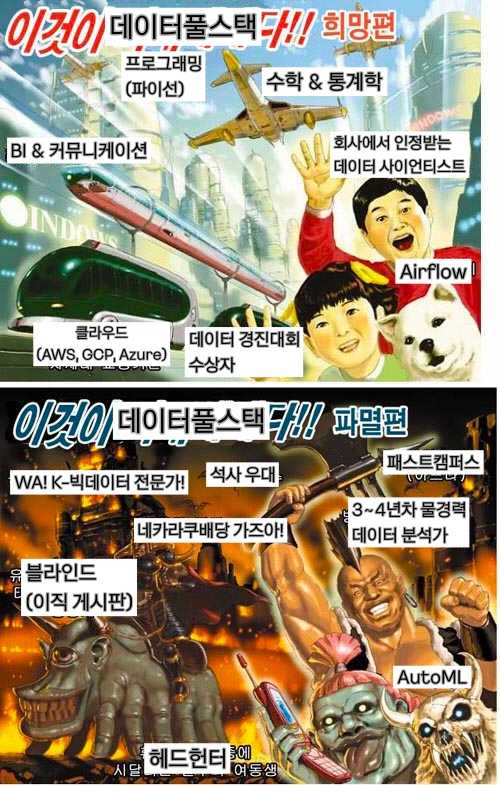 이것이 데이터풀스택 다!! 희망편
프로그래밍
(파이선)
수학 & 통계학
BI & 커뮤니케이션
회사에서 인정받는
데이터 사이언티스트
INDOWS
Airflow
클라우드
(AWS, GCP, Azure)
데이터 경진대회
수상자
이것이 데이터풀스택 다!! 파멸편
패스트캠퍼스
WA! K-빅데이터 전문가!
석사 우대
3~4년차 물경력
데이터 분석가
네카라쿠배당 가즈아!
블라인드
(이직 게시판)
AutoML
헤드헌터 에
시달 여동생